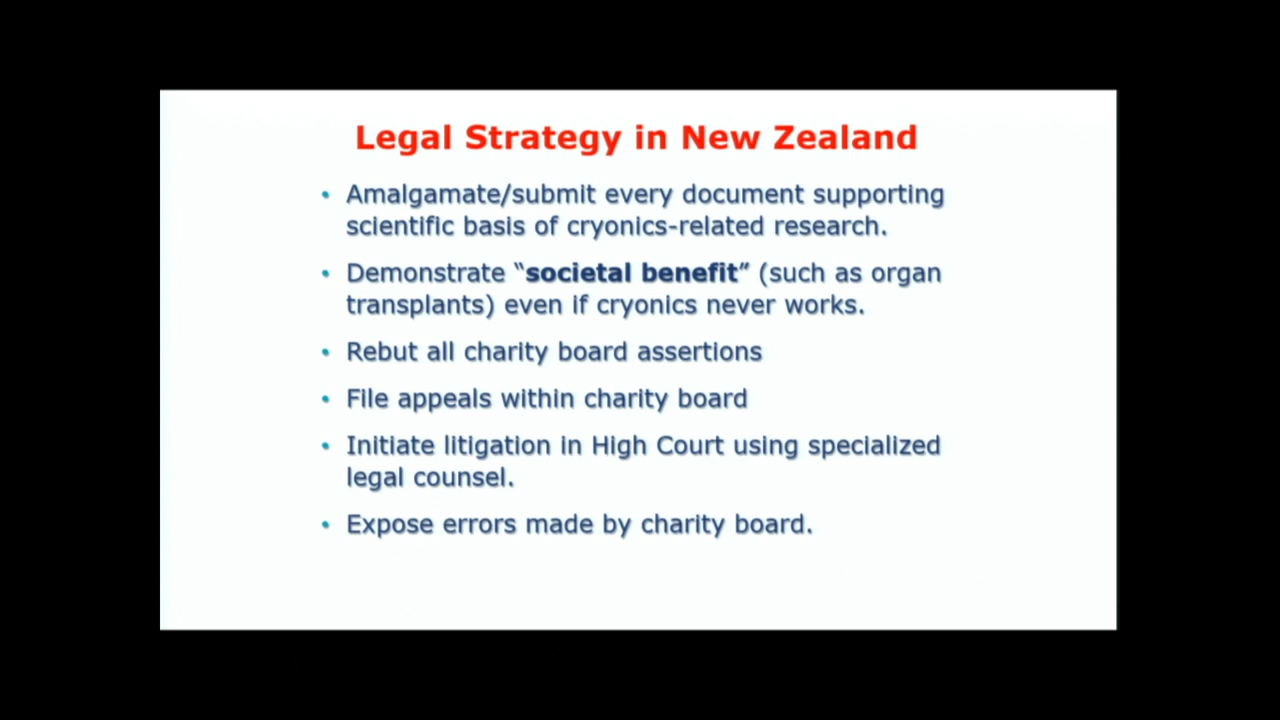 Legal Strategy in New Zealand
• Amalgamate/submit every document supporting
scientific basis of cryonics-related research.
• Demonstrate “societal benefit” (such as organ
transplants) even if cryonics never works.
• Rebut all charity board assertions
• File appeals within charity board
• Initiate litigation in High Court using specialized
legal counsel.
• Expose errors made by charity board.